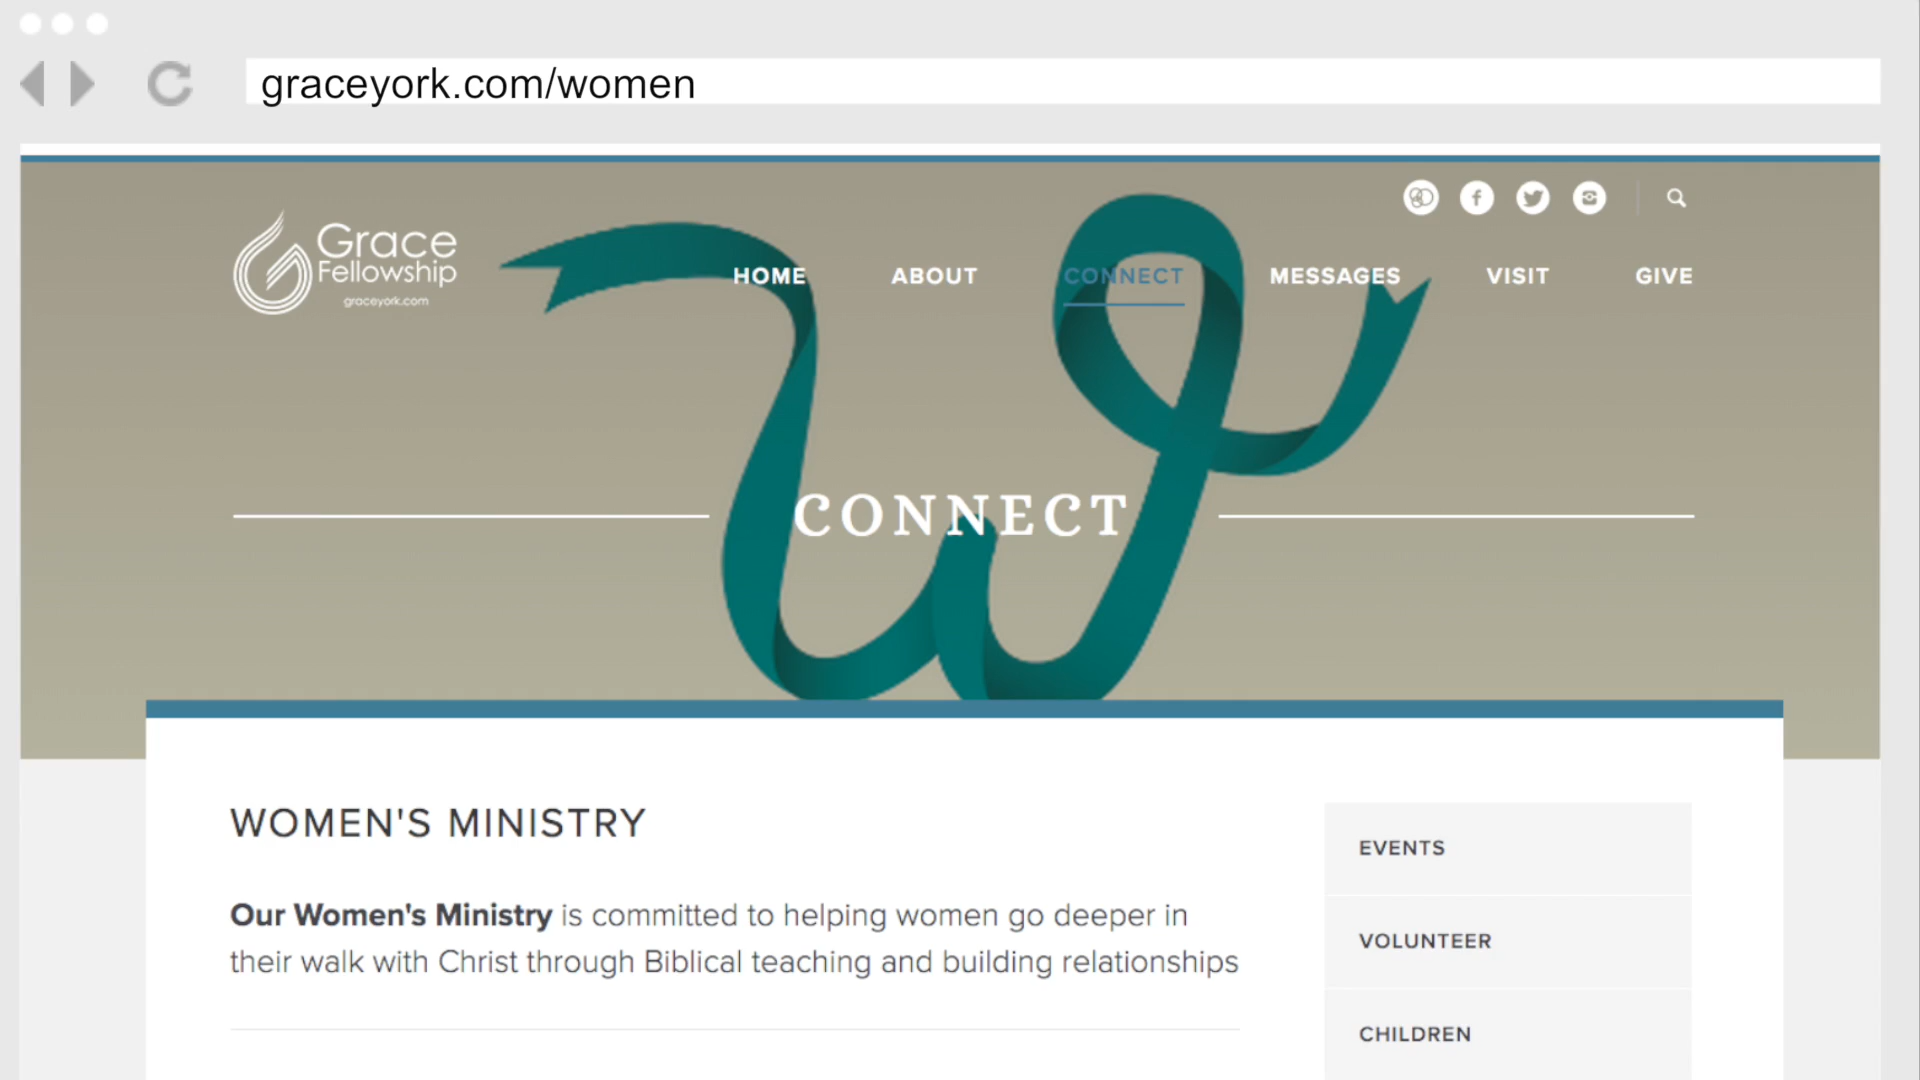 graceyork.com/women
Grace
Fellowship
graceyork.com
HOME ABOUT CONNECT MESSAGES VISIT GIVE
CONNECT
WOMEN'S MINISTRY
Our Women's Ministry is committed to helping women go deeper in
their walk with Christ through Biblical teaching and building relationships
EVENTS
VOLUNTEER
CHILDREN